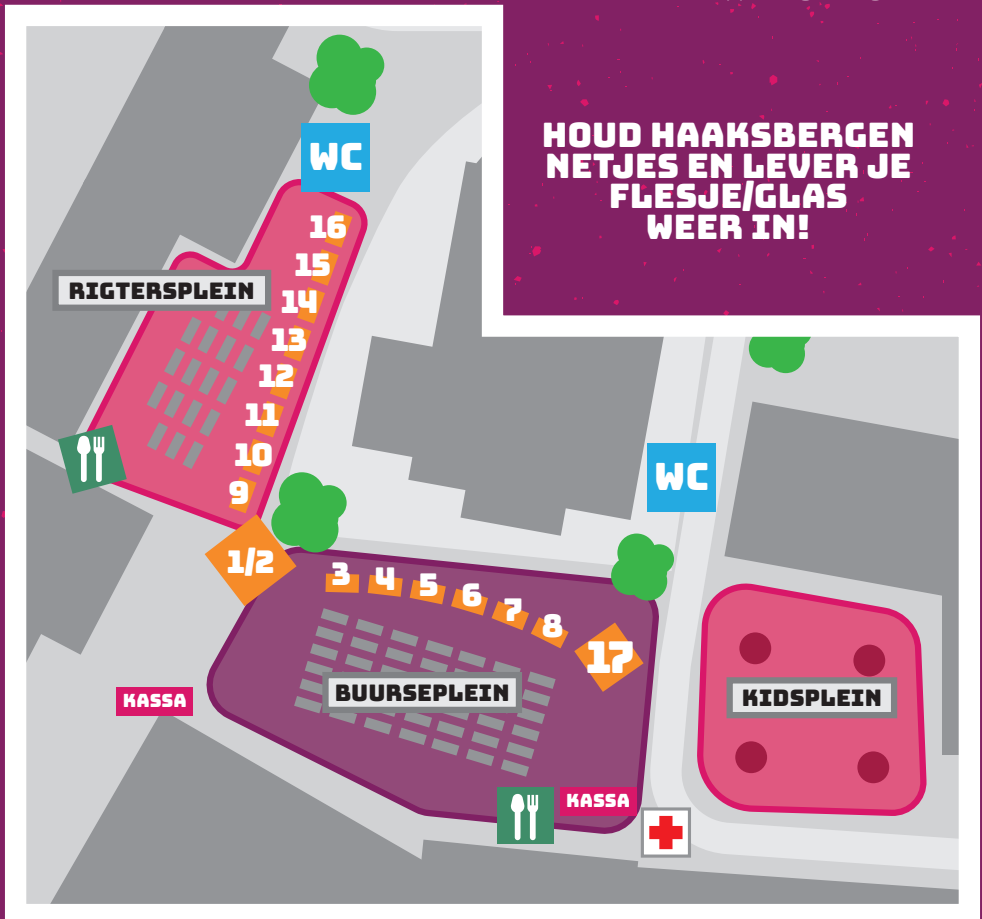 HOUD HAAKSBERGEN
NETJES EN LEVER JE
FLESJE/GLAS
WEER IN!
WC
16
15
RIGTERSPLEIN
14
13
12
11
10
9
WC
1/2
3
4
5
6
7
8
17
BUURSEPLEIN
KASSA
KIDSPLEIN
KASSA